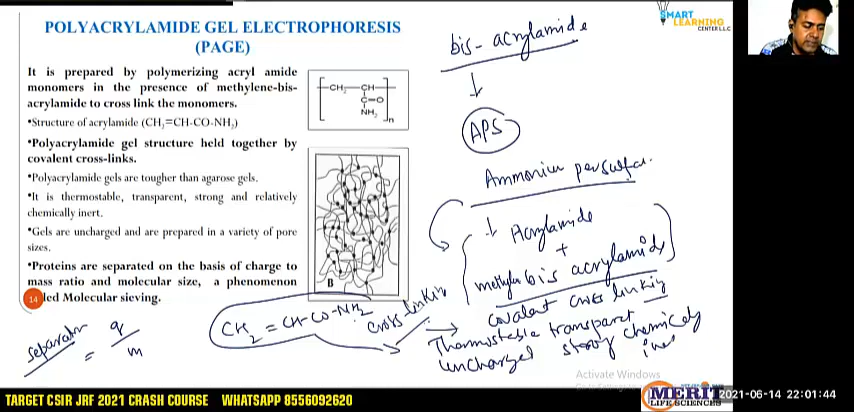 POLYACRYLAMIDE GEL ELECTROPHORESIS
(PAGE)
It is prepared by polymerizing acryl amide
monomers in the presence of methylene-bis-
acrylamide to cross link the monomers.
•Structure of acrylamide (CH2=CH-CO-NH2)
•Polyacrylamide gel structure held together by
covalent cross-links.
•Polyacrylamide gels are tougher than agarose gels.
•It is thermostable, transparent, strong and relatively
chemically inert.
•Gels are uncharged and are prepared in a variety of pore
sizes.
•Proteins are separated on the basis of charge to
mass ratio and molecular size, a phenomenon
14 led Molecular sieving.
CH2 CH
C=O
NH2 n
B
separation = q/m
CH2 = CH-CO-NH2
cross-linking
bis-acrylamide
APS
Ammonium persulfa
Acrylamide
+
methylen bis acrylamide
covalent cross linking
Thermostable transparent
uncharged strong chemically
iner
SMART
LEARNING
CENTER LLC
Activate Windows
MERIT
LIFE SCIENCES
2021-06-14 22:01:44
TARGET CSIR JRF 2021 CRASH COURSE WHATSAPP 8556092620